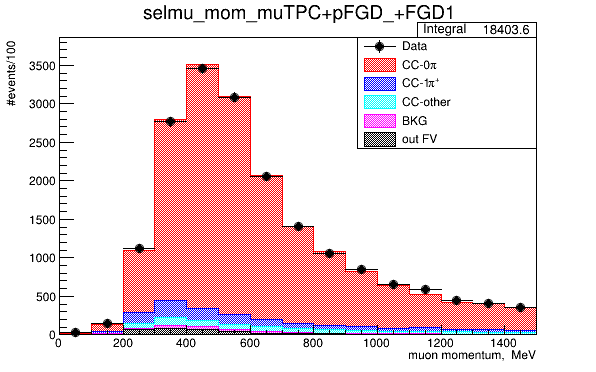 selmu_mom_muTPC+pFGD_+FGD1
Integral 18403.6
#events/100
Data
CC-0π
CC-1π⁺
CC-other
BKG
out FV
3500
3000
2500
2000
1500
1000
500
0
0 200 400 600 800 1000 1200 1400
muon momentum, MeV